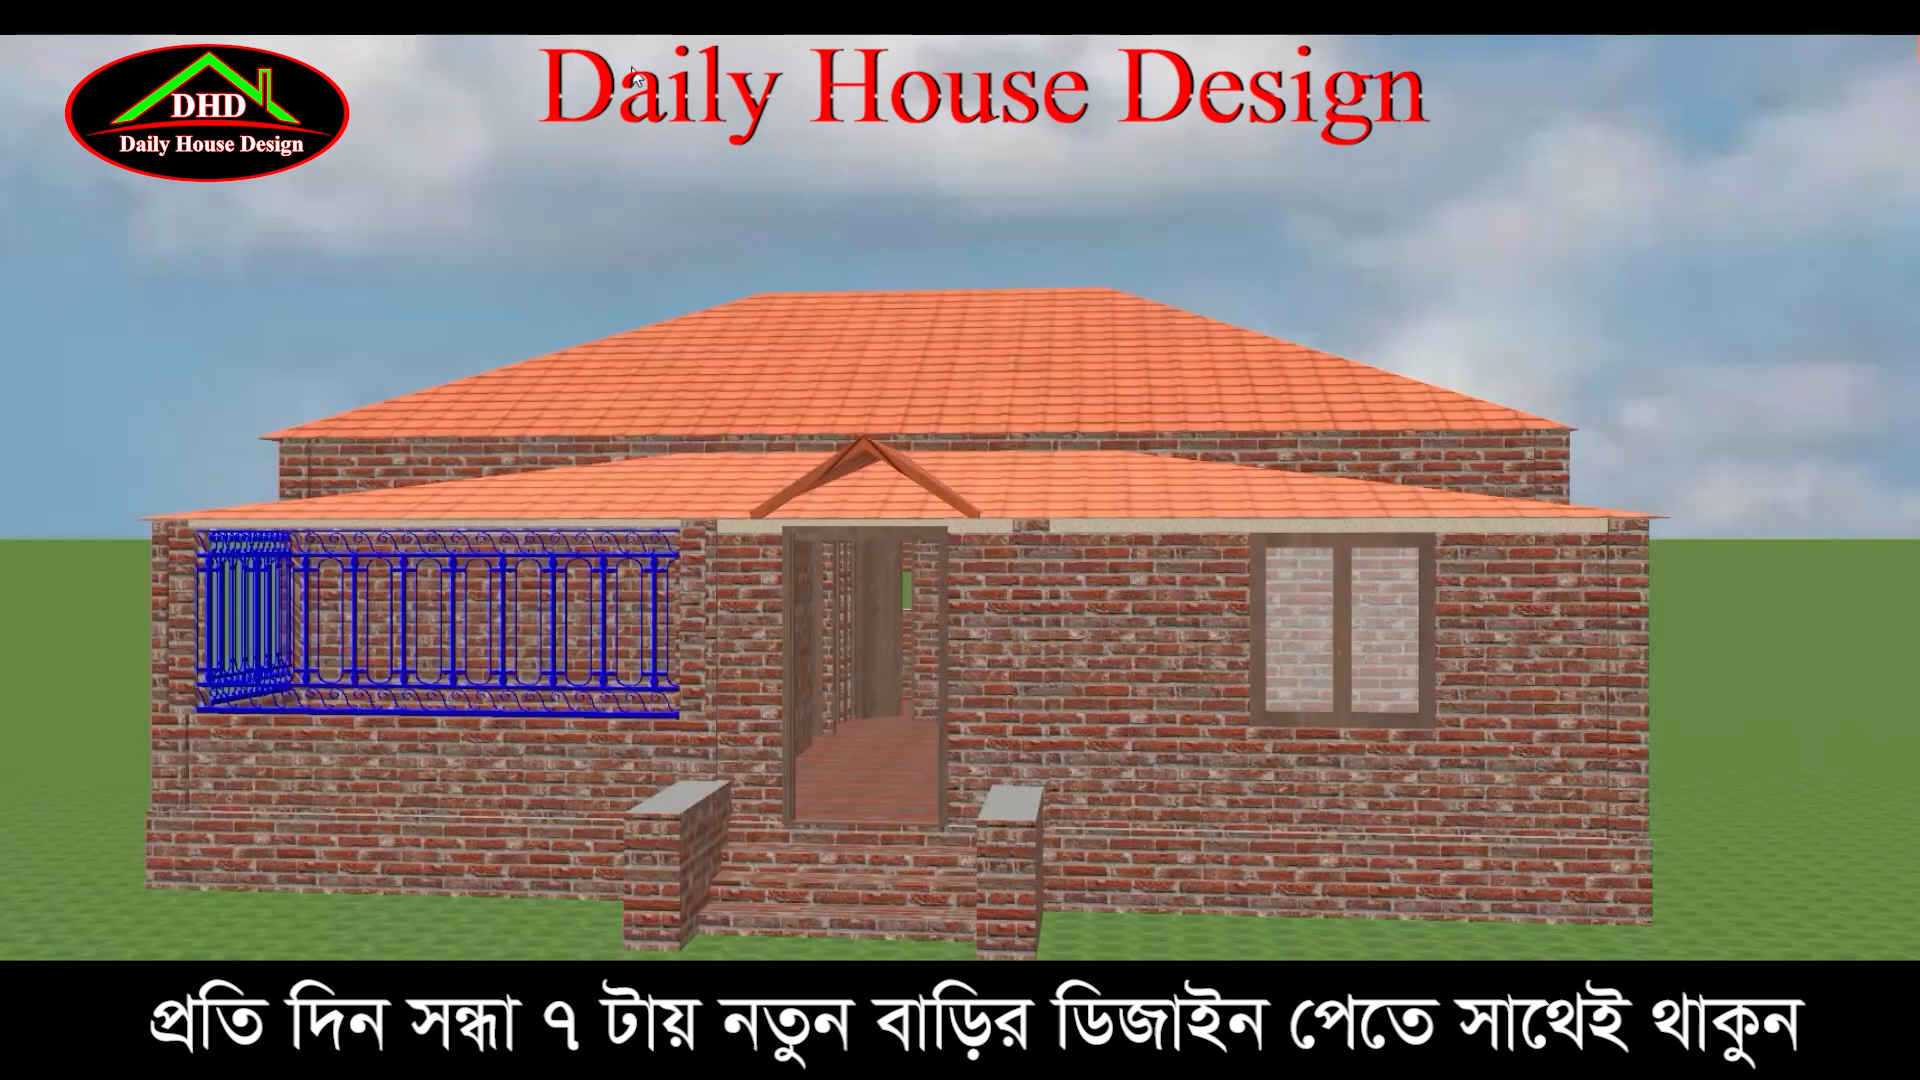 Daily House Design
DHD
Daily House Design
প্রতি দিন সন্ধা ৭ টায় নতুন বাড়ির ডিজাইন পেতে সাথেই থাকুন